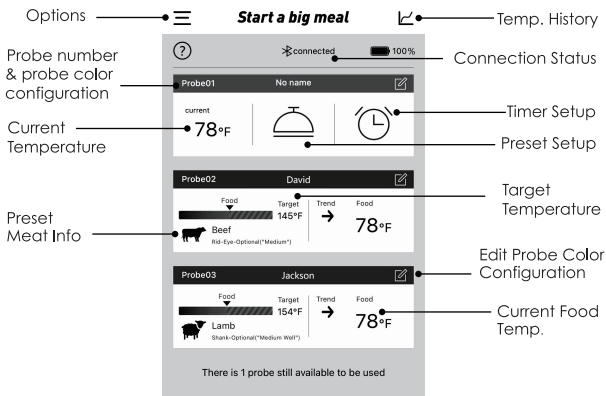 Options
Start a big meal
Temp. History
?
connected
100%
Connection Status
Probe number
& probe color
configuration
Probe01
No name
current
78°F
Current
Temperature
Timer Setup
Preset Setup
Probe02
David
Food
Target
145°F
Trend
Food
78°F
Target
Temperature
Beef
Rid-Eye-Optional("Medium")
Preset
Meat Info
Probe03
Jackson
Edit Probe Color
Configuration
Food
Target
154°F
Trend
Food
78°F
Current Food
Temp.
Lamb
Shank-Optional("Medium Well")
There is 1 probe still available to be used